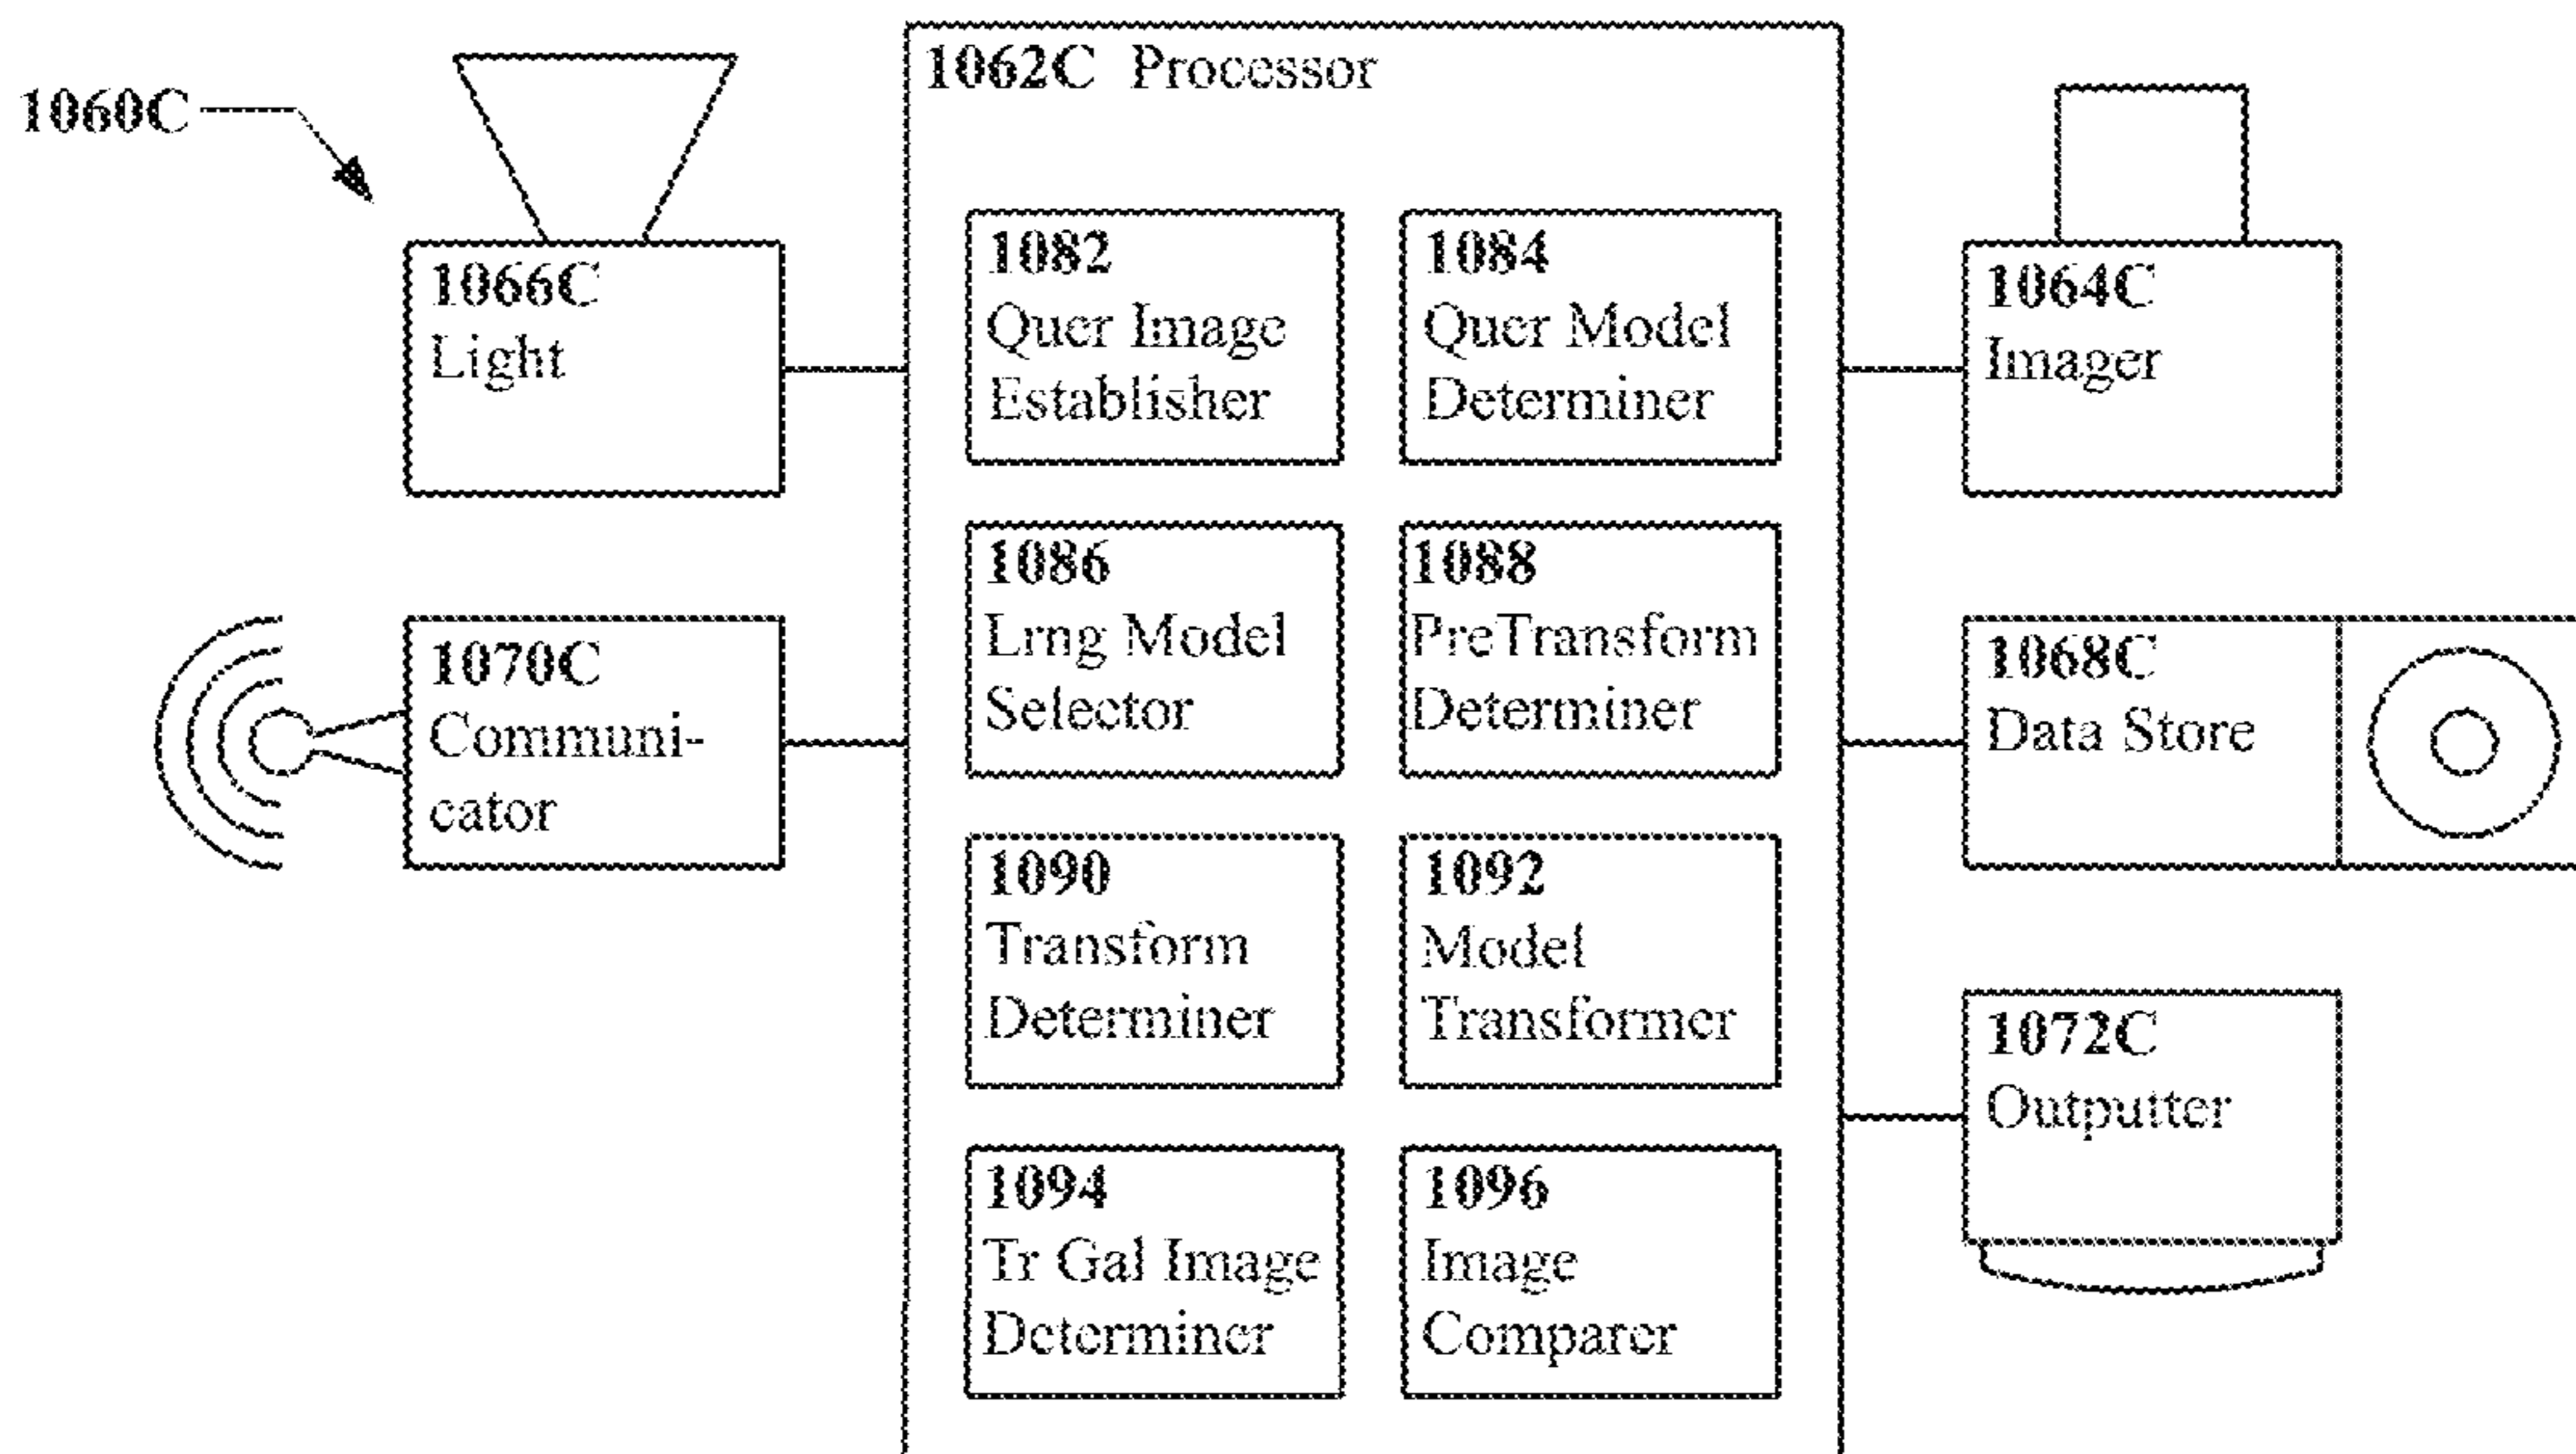 1060C
1062C Processor
1066C
Light
1082
Quer Image
Establisher
1084
Quer Model
Determiner
1064C
Imager
1070C
Communi-
cator
1086
Lrng Model
Selector
1088
PreTransform
Determiner
1068C
Data Store
1090
Transform
Determiner
1092
Model
Transformer
1072C
Outputter
1094
Tr Gal Image
Determiner
1096
Image
Comparer